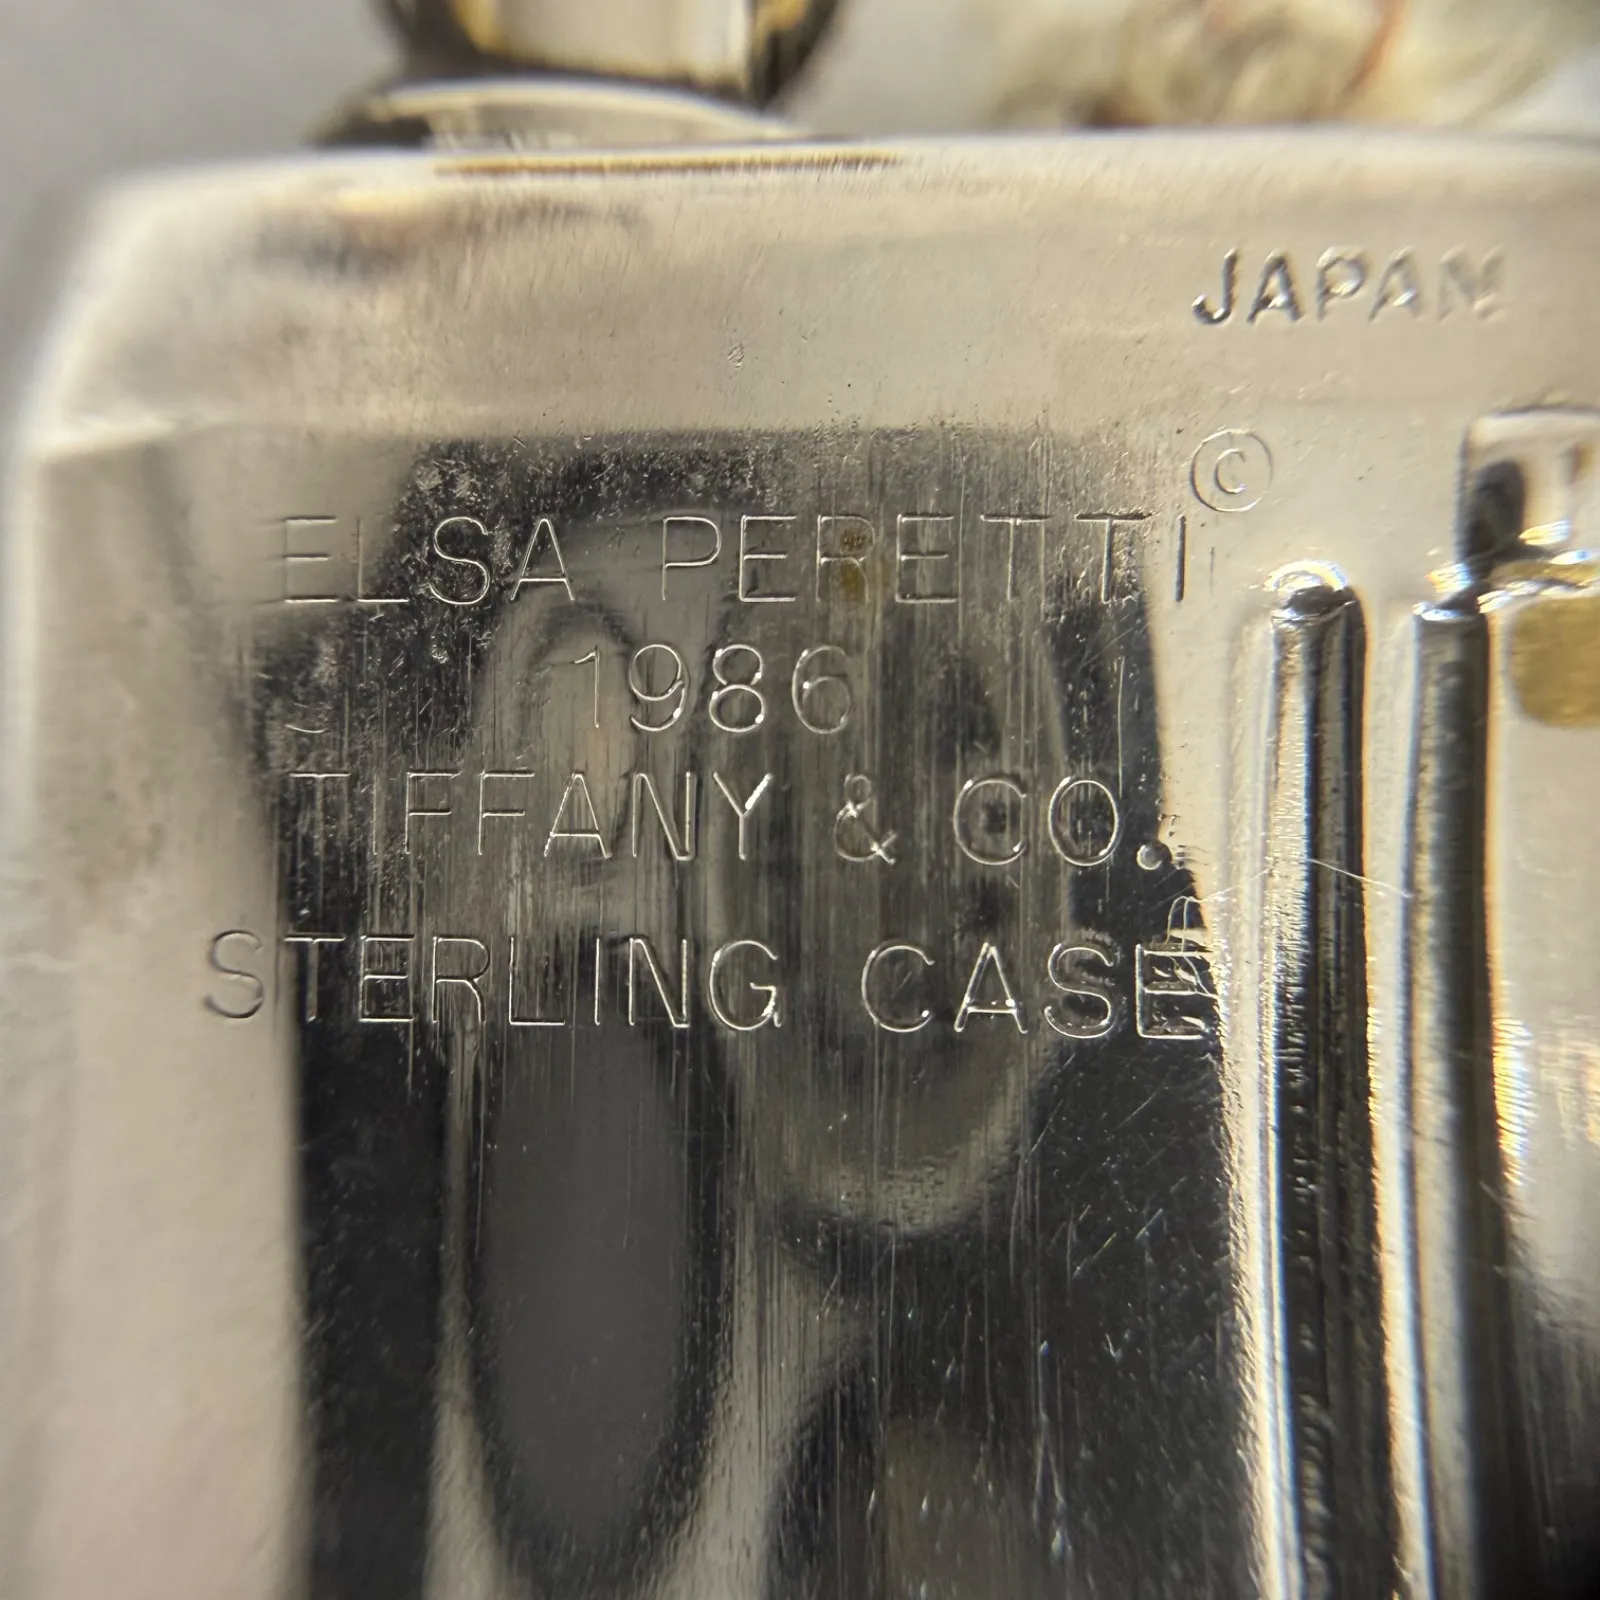 JAPAN
ELSA PERETTI ©
1986
TIFFANY & CO.
STERLING CASE